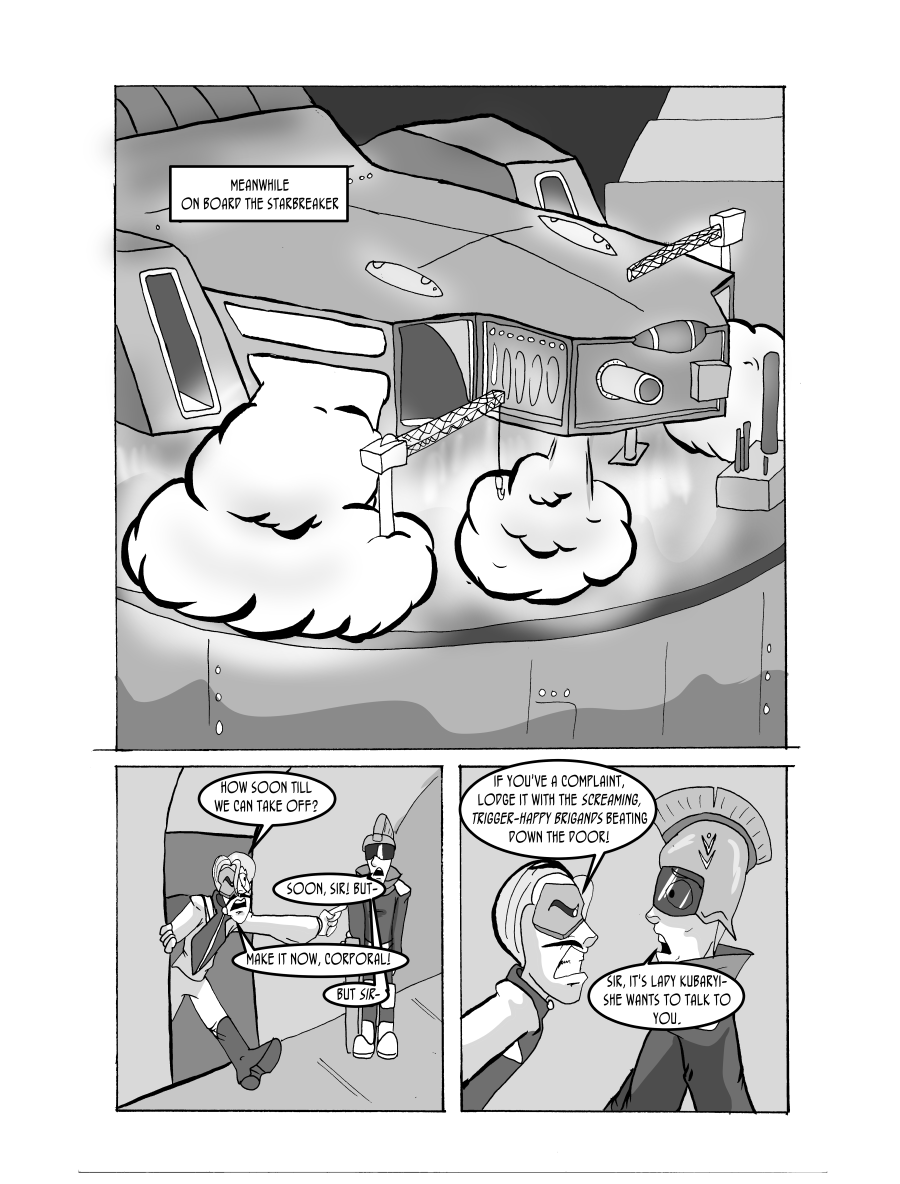 MEANWHILE
ON BOARD THE STARBREAKER
HOW SOON TILL
WE CAN TAKE OFF?
SOON, SIR! BUT-
MAKE IT NOW, CORPORAL!
BUT SIR-
IF YOU'VE A COMPLAINT,
LODGE IT WITH THE SCREAMING,
TRIGGER-HAPPY BRIGANDS BEATING
DOWN THE DOOR!
SIR, IT'S LADY KUBARYI-
SHE WANTS TO TALK TO
YOU.